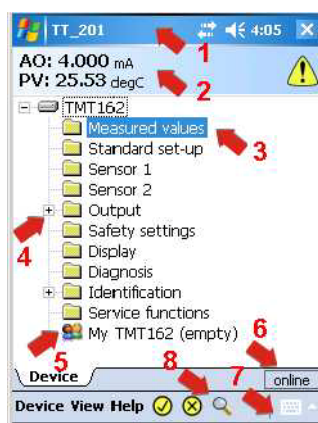 TT_201 4:05
1
AO: 4.000 mA
PV: 25.53 degC
2
TMT162
Measured values
3
Standard set-up
Sensor 1
Sensor 2
4
Output
Safety settings
Display
Diagnosis
Identification
Service functions
5
My TMT162 (empty)
6
8
7
Device
online
Device View Help